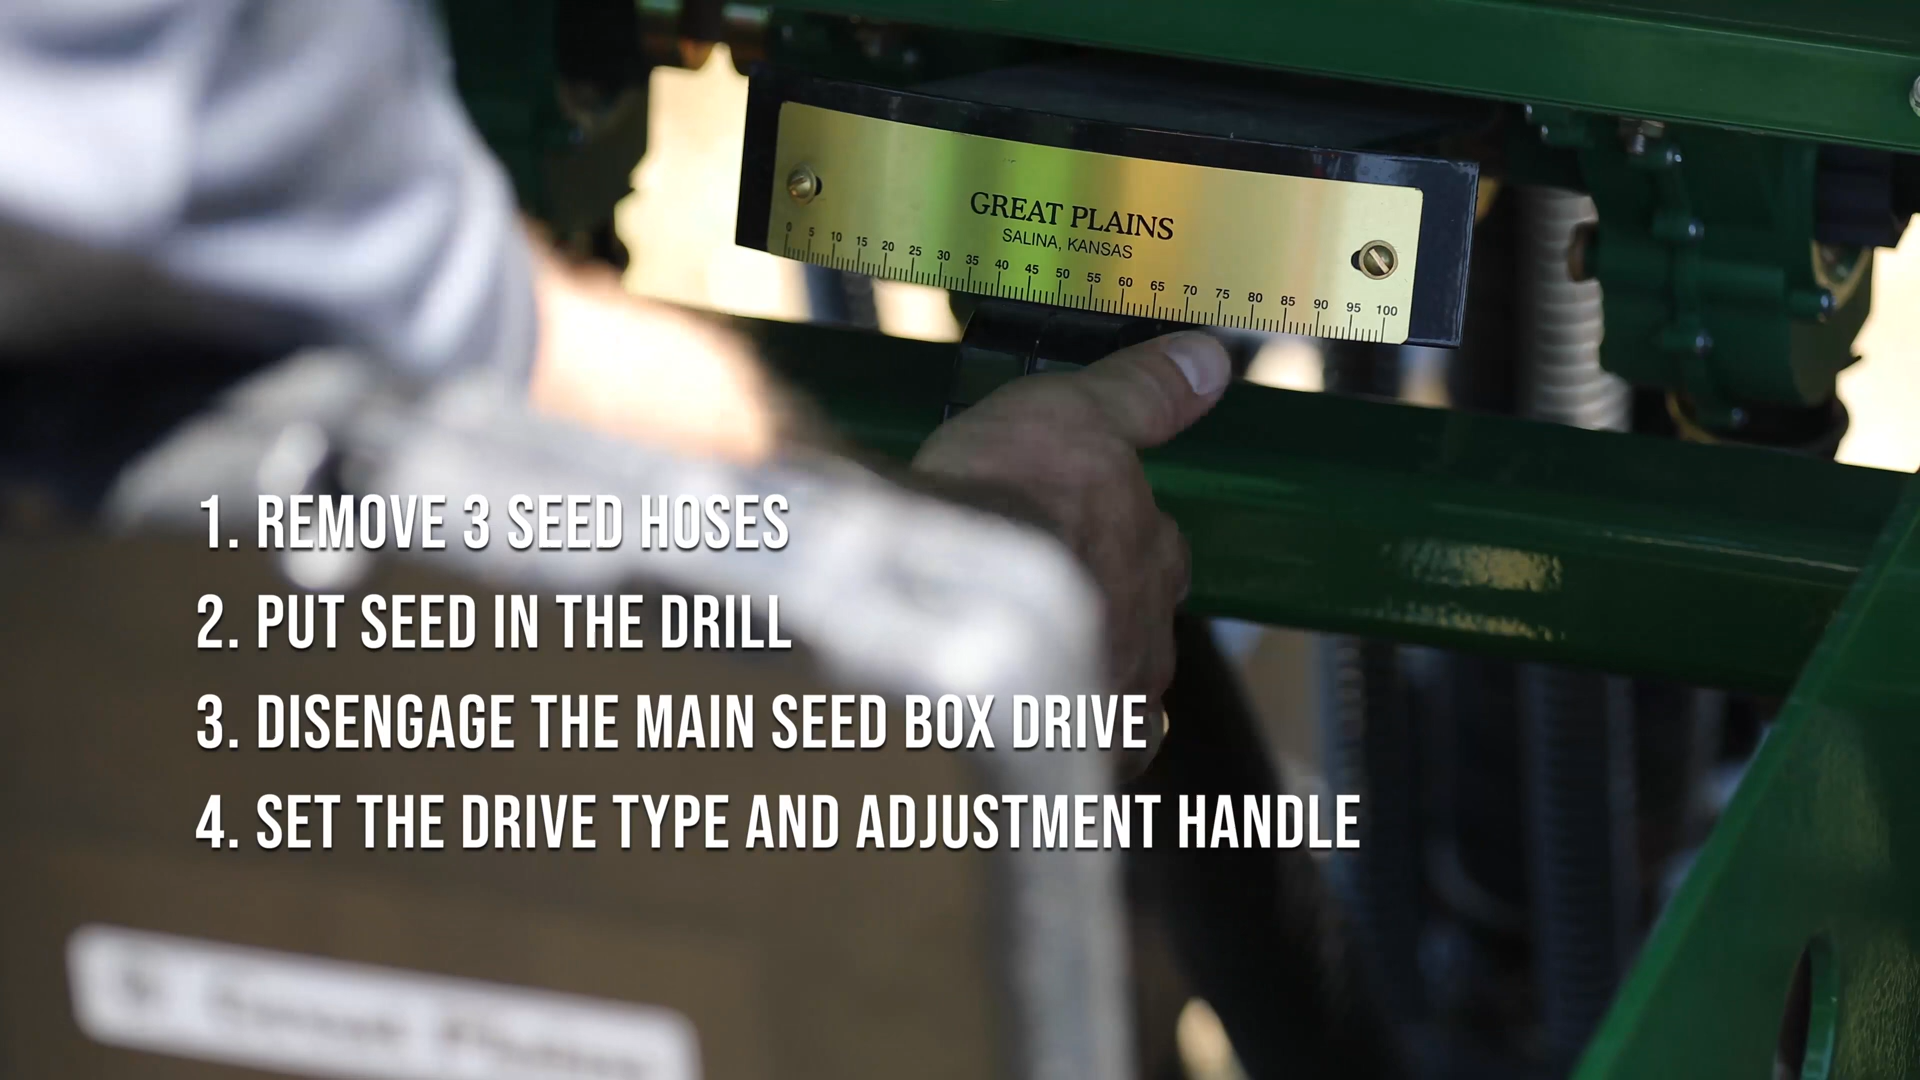 GREAT PLAINS
SALINA, KANSAS
0 5 10 15 20 25 30 35 40 45 50 55 60 65 70 75 80 85 90 95 100
1. REMOVE 3 SEED HOSES
2. PUT SEED IN THE DRILL
3. DISENGAGE THE MAIN SEED BOX DRIVE
4. SET THE DRIVE TYPE AND ADJUSTMENT HANDLE